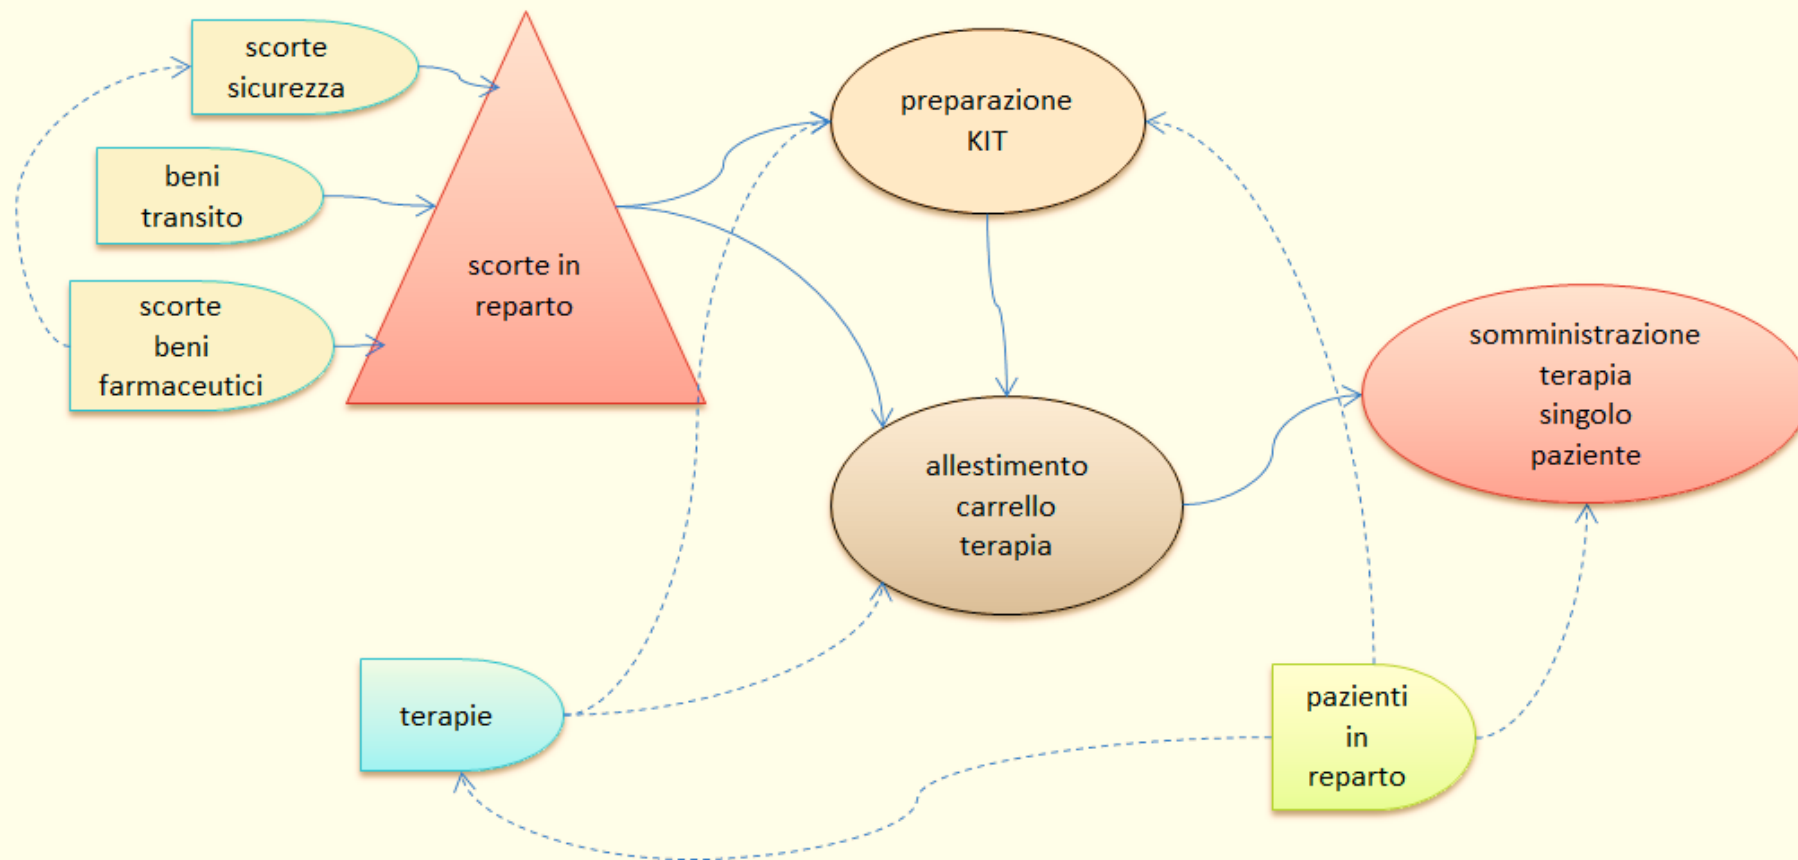 scorte
sicurezza
beni
transito
scorte
beni
farmaceutici
scorte in
reparto
preparazione
KIT
allestimento
carrello
terapia
somministrazione
terapia
singolo
paziente
terapie
pazienti
in
reparto